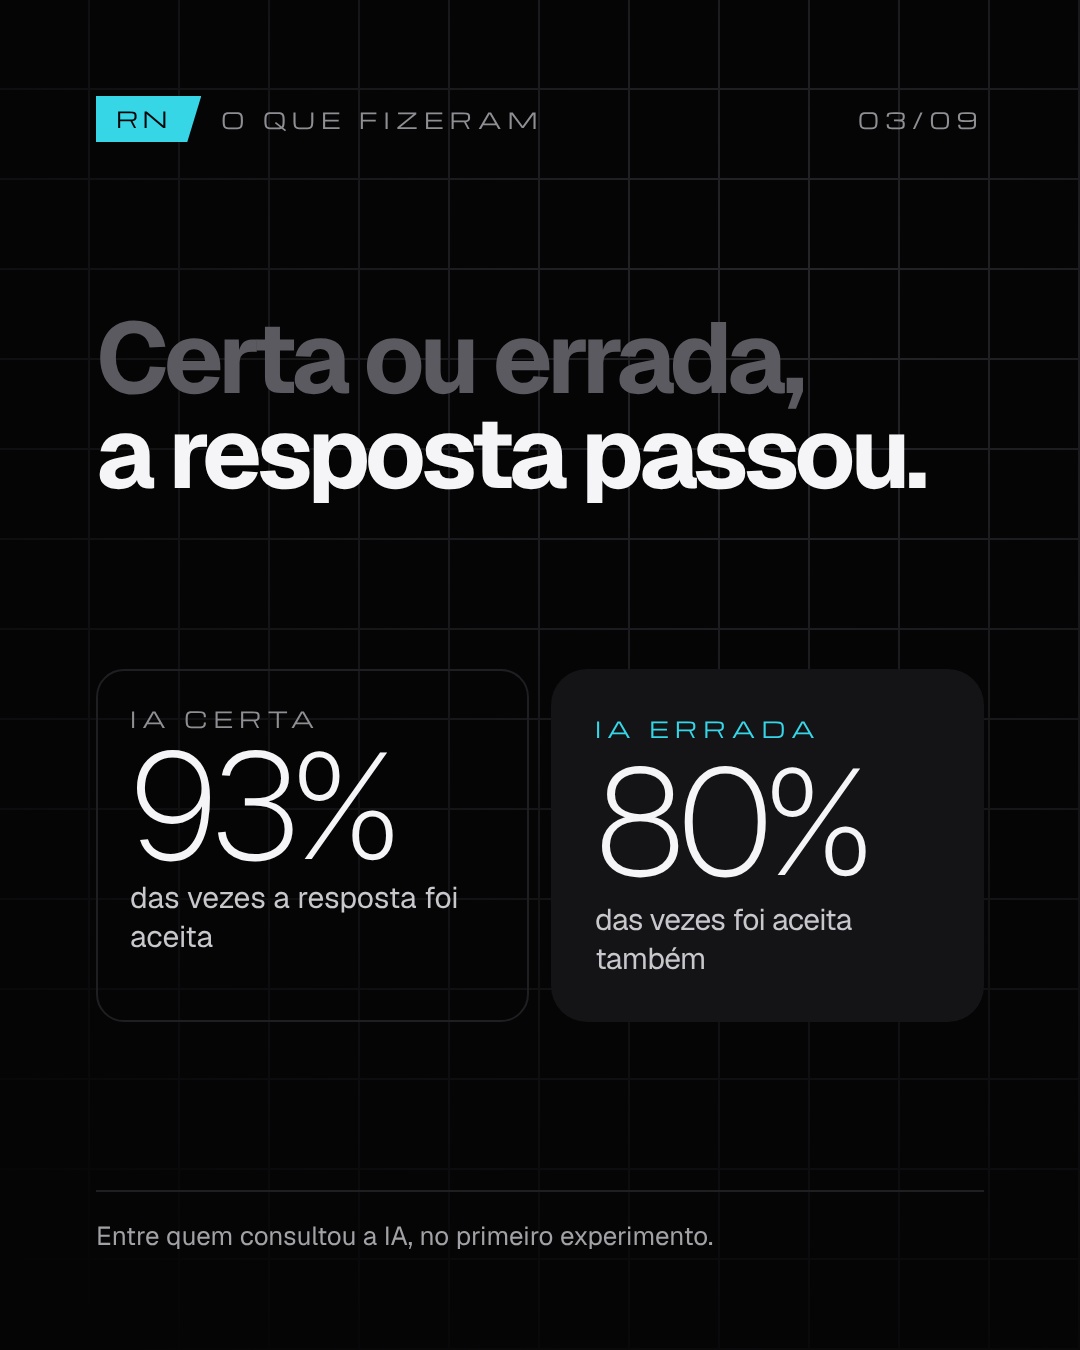 RN O QUE FIZERAM 03/09
Certa ou errada,
a resposta passou.
IA CERTA
93%
das vezes a resposta foi
aceita
IA ERRADA
80%
das vezes foi aceita
também
Entre quem consultou a IA, no primeiro experimento.